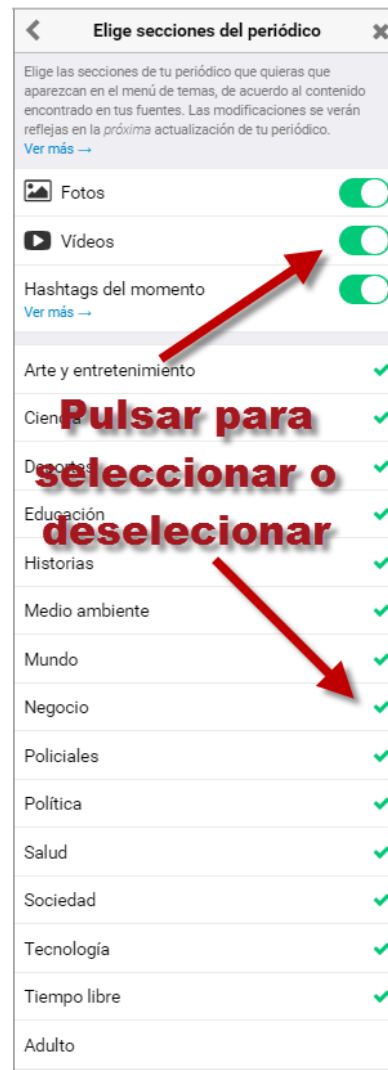 Elige secciones del periódico
Elige las secciones de tu periódico que quieras que
aparezcan en el menú de temas, de acuerdo al contenido
encontrado en tus fuentes. Las modificaciones se verán
reflejas en la próxima actualización de tu periódico.
Ver más →
Fotos
Vídeos
Hashtags del momento
Ver más →
Arte y entretenimiento
Ciencia
Pulsar para
Deportes
seleccionar o
Educación
deselecionar
Historias
Medio ambiente
Mundo
Negocio
Policiales
Política
Salud
Sociedad
Tecnología
Tiempo libre
Adulto